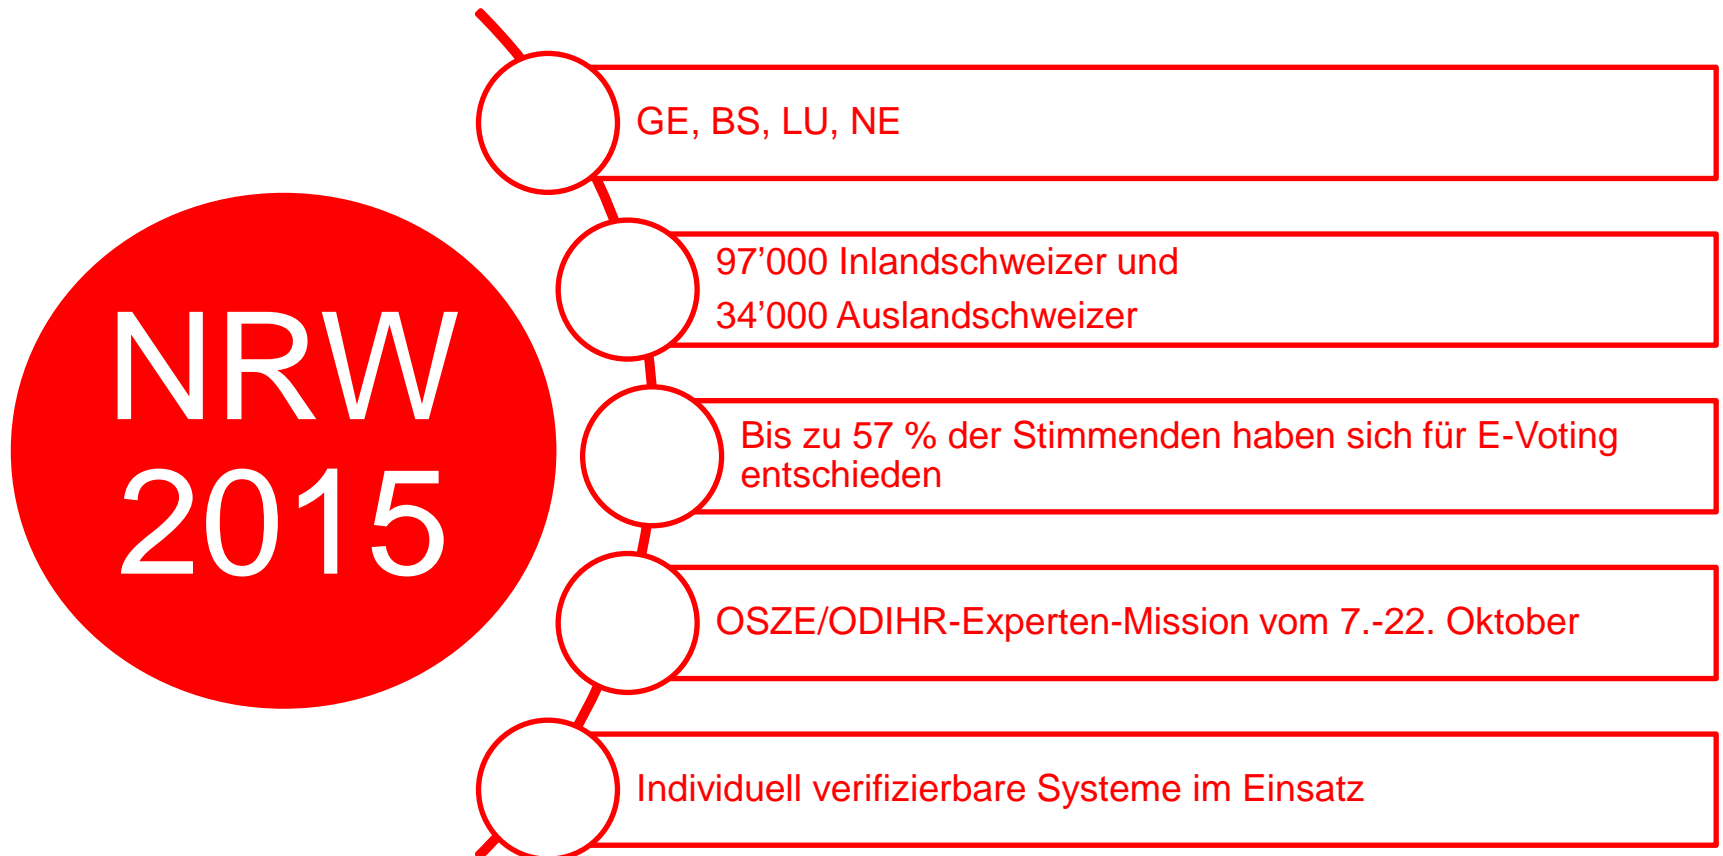 NRW
2015
GE, BS, LU, NE
97’000 Inlandschweizer und
34’000 Auslandschweizer
Bis zu 57 % der Stimmenden haben sich für E-Voting
entschieden
OSZE/ODIHR-Experten-Mission vom 7.-22. Oktober
Individuell verifizierbare Systeme im Einsatz